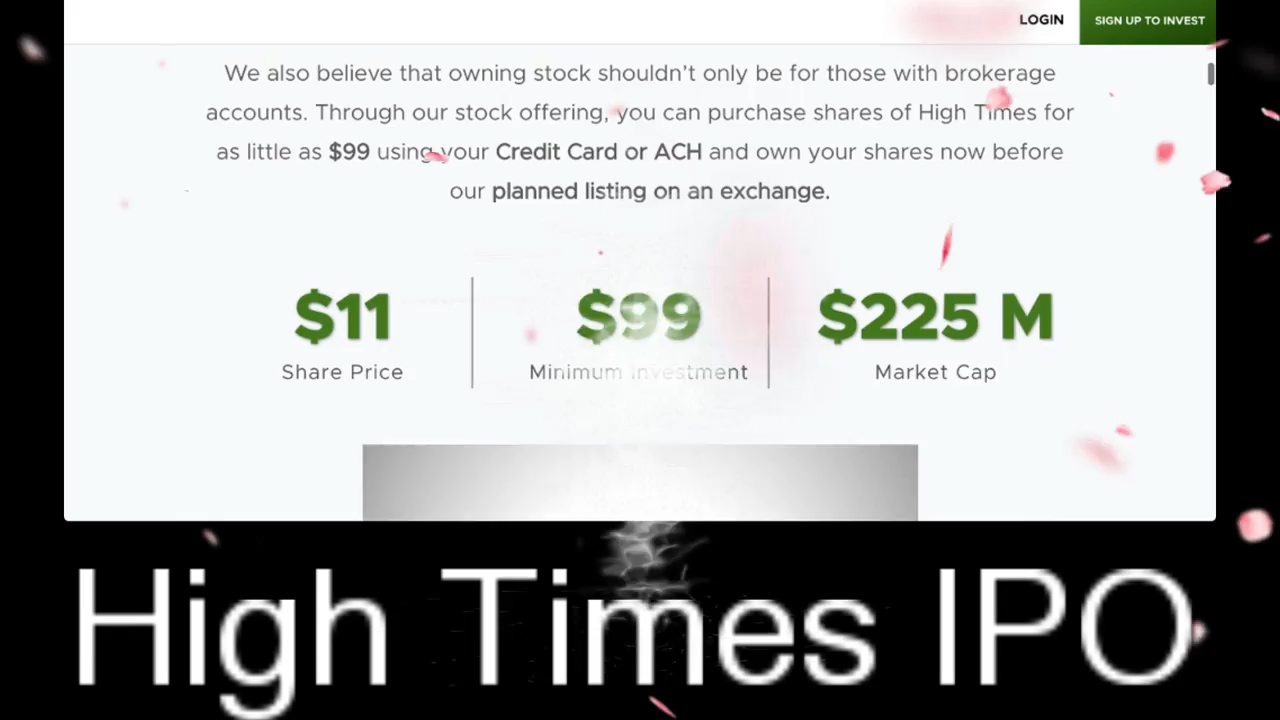 LOGIN SIGN UP TO INVEST
We also believe that owning stock shouldn't only be for those with brokerage
accounts. Through our stock offering, you can purchase shares of High Times for
as little as $99 using your Credit Card or ACH and own your shares now before
our planned listing on an exchange.
$11 $99 $225 M
Share Price Minimum Investment Market Cap
High Times IPO